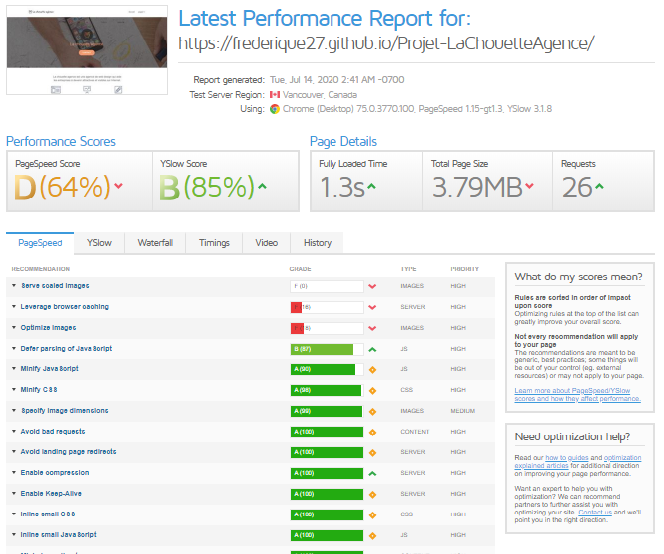 Latest Performance Report for:
https://frederique27.github.io/Projet-LaChouetteAgence/
Report generated: Tue, Jul 14, 2020 2:41 AM -0700
Test Server Region: Vancouver, Canada
Using: Chrome (Desktop) 75.0.3770.100, PageSpeed 1.15-gt1.3, YSlow 3.1.8
Performance Scores
Page Details
PageSpeed Score
YSlow Score
Fully Loaded Time
Total Page Size
Requests
D(64%)
B(85%)
1.3s
3.79MB
26
PageSpeed YSlow Waterfall Timings Video History
RECOMMENDATION GRADE TYPE PRIORITY
Serve scaled images F (0) IMAGES HIGH
Leverage browser caching F (16) SERVER HIGH
Optimize images IMAGES HIGH
Defer parsing of JavaScript B (87) JS HIGH
Minify JavaScript A (90) JS HIGH
Minify CSS A (98) CSS HIGH
Specify image dimensions A (99) IMAGES MEDIUM
Avoid bad requests A (100) CONTENT HIGH
Avoid landing page redirects A (100) SERVER HIGH
Enable compression A (100) SERVER HIGH
Enable Keep-Alive A (100) SERVER HIGH
Inline small CSS A (100) CSS HIGH
Inline small JavaScript A (100) JS HIGH
What do my scores mean?
Rules are sorted in order of impact
upon score
Optimizing rules at the top of the list can
greatly improve your overall score.
Not every recommendation will apply
to your page
The recommendations are meant to be
generic, best practices; some things will
be out of your control (eg. external
resources) or may not apply to your page.
Learn more about PageSpeed/YSlow
scores and how they affect performance.
Need optimization help?
Read our how to guides and optimization
explained articles for additional direction
on improving your page performance.
Want an expert to help you with
optimization? We can recommend
partners to further assist you with
optimizing your site. Contact us and we'll
point you in the right direction.